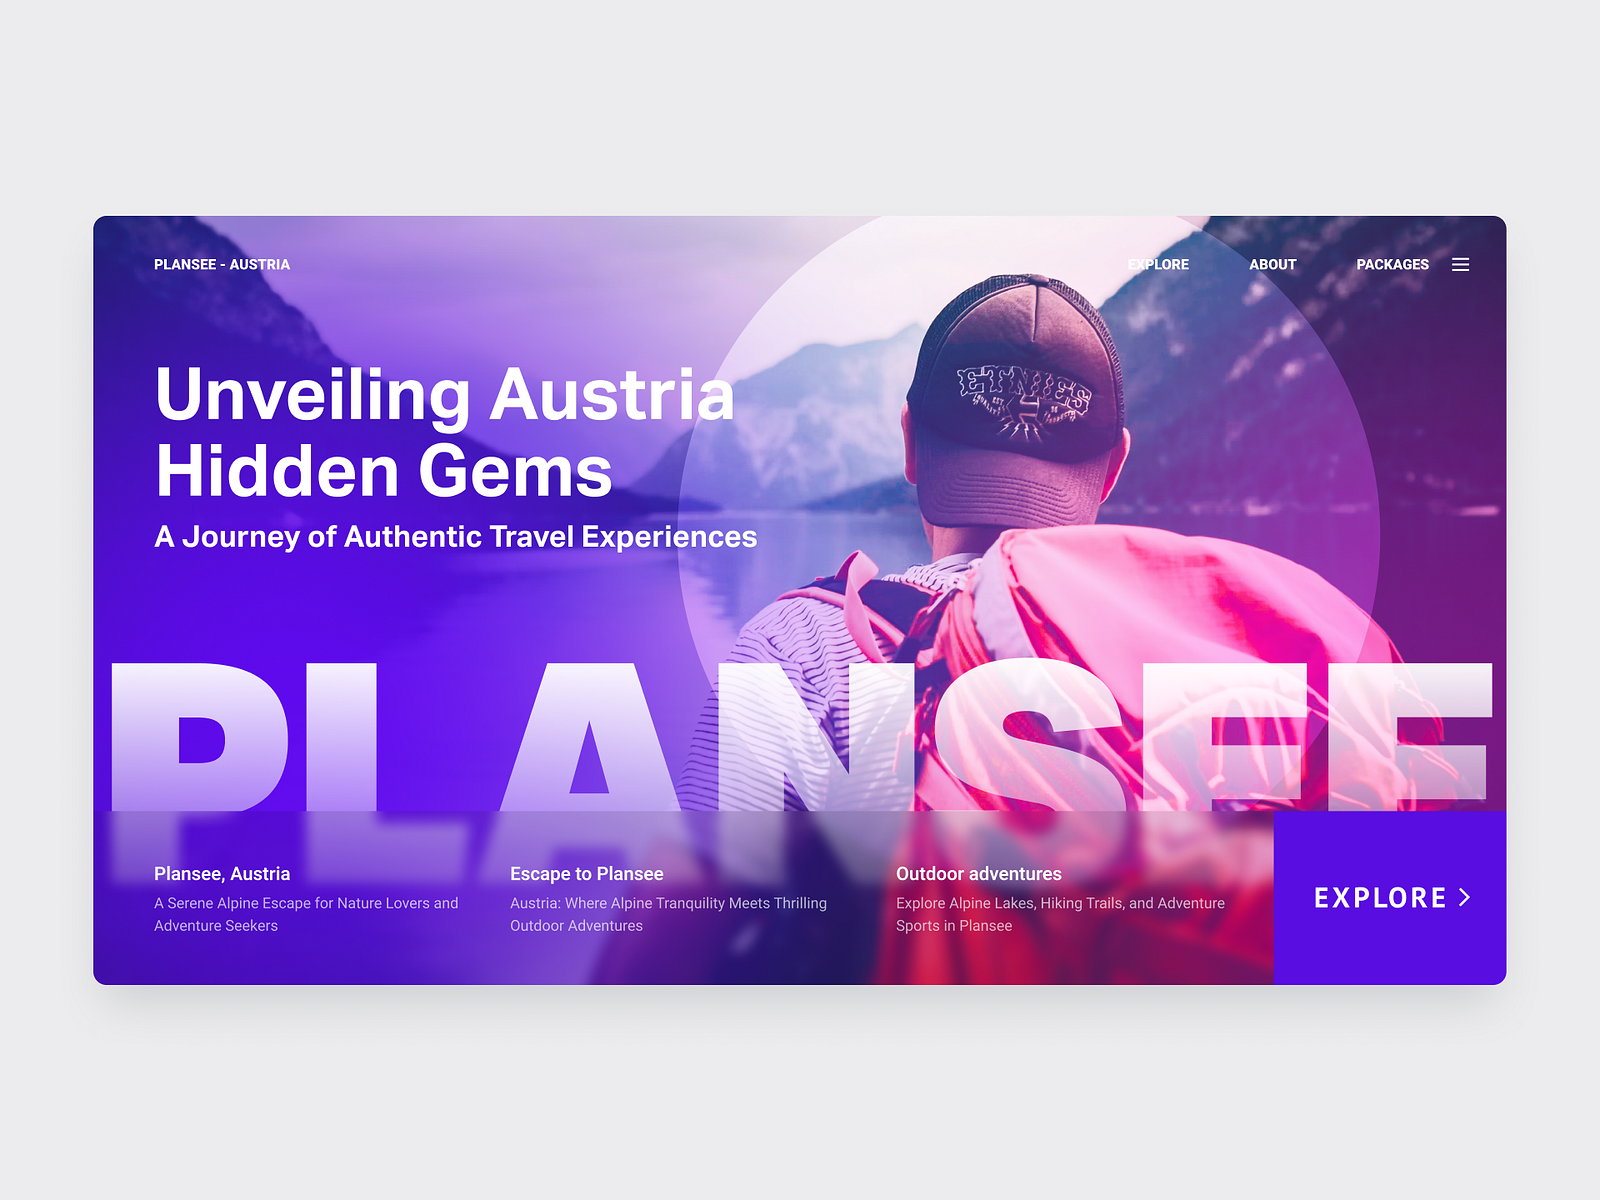 PLANSEE - AUSTRIA
EXPLORE
ABOUT
PACKAGES
Unveiling Austria
Hidden Gems
A Journey of Authentic Travel Experiences
ETNIES
PLANSEE
Plansee, Austria
A Serene Alpine Escape for Nature Lovers and
Adventure Seekers
Escape to Plansee
Austria: Where Alpine Tranquility Meets Thrilling
Outdoor Adventures
Outdoor adventures
Explore Alpine Lakes, Hiking Trails, and Adventure
Sports in Plansee
EXPLORE